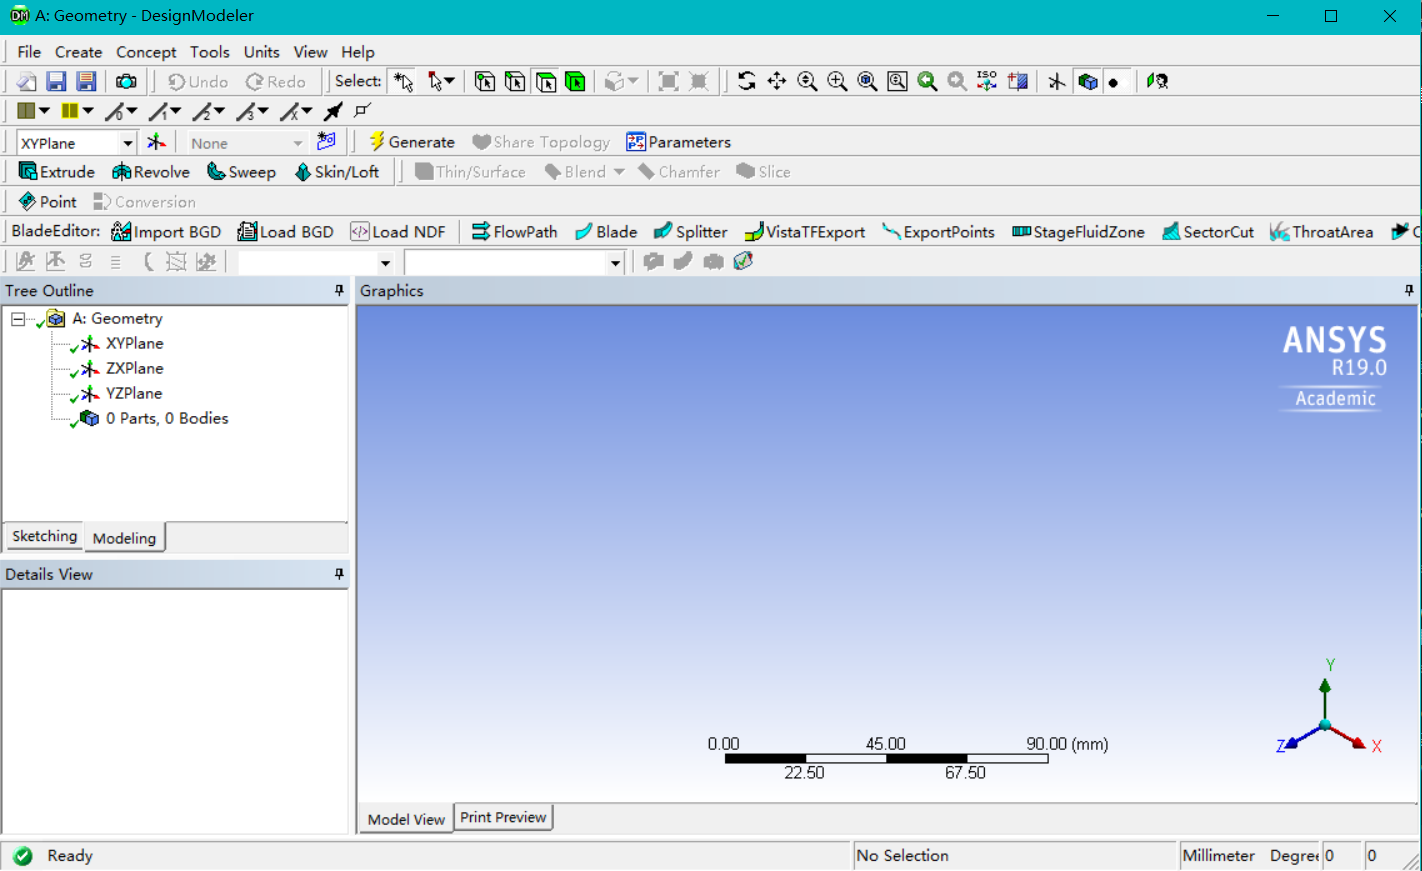 A: Geometry - DesignModeler
File Create Concept Tools Units View Help
Undo Redo Select: ISO
XYPlane None Generate Share Topology Parameters
Extrude Revolve Sweep Skin/Loft Thin/Surface Blend Chamfer Slice
Point Conversion
BladeEditor: Import BGD Load BGD Load NDF FlowPath Blade Splitter VistaTFExport ExportPoints StageFluidZone SectorCut ThroatArea
Tree Outline
A: Geometry
XYPlane
ZXPlane
YZPlane
0 Parts, 0 Bodies
Sketching Modeling
Details View
Graphics
ANSYS
R19.0
Academic
Y
Z X
0.00 45.00 90.00 (mm)
22.50 67.50
Model View Print Preview
Ready No Selection Millimeter Degree 0 0